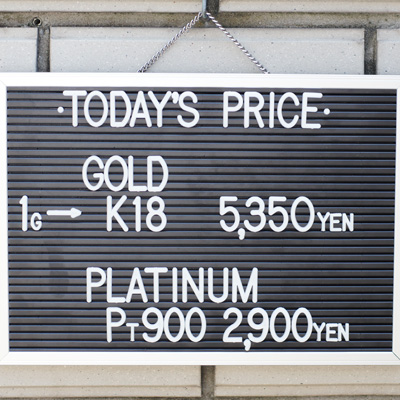 ·TODAY'S PRICE·
GOLD
1G→ K18 5,350YEN
PLATINUM
PT900 2,900YEN